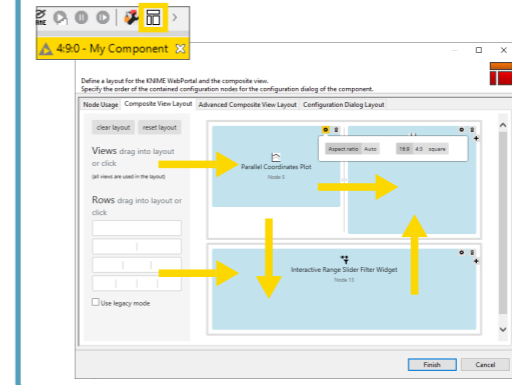 4:9:0 - My Component
Define a layout for the KNIME WebPortal and the composite view.
Specify the order of the contained configuration nodes for the configuration dialog of the component.
Node Usage Composite View Layout Advanced Composite View Layout Configuration Dialog Layout
clear layout reset layout
Views drag into layout
or click
(all views are used in the layout)
Rows drag into layout or
click
Use legacy mode
Parallel Coordinates Plot
Aspect ratio Auto 16:9 4:3 square
Interactive Range Slider Filter Widget
Node 13
Finish Cancel